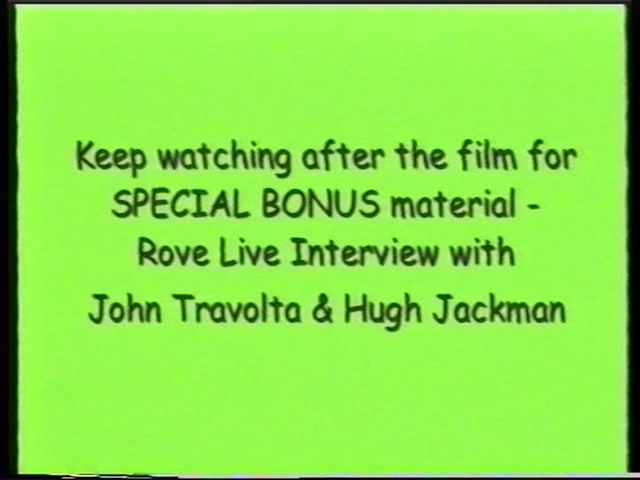 Keep watching after the film for
SPECIAL BONUS material -
Rove Live Interview with
John Travolta & Hugh Jackman